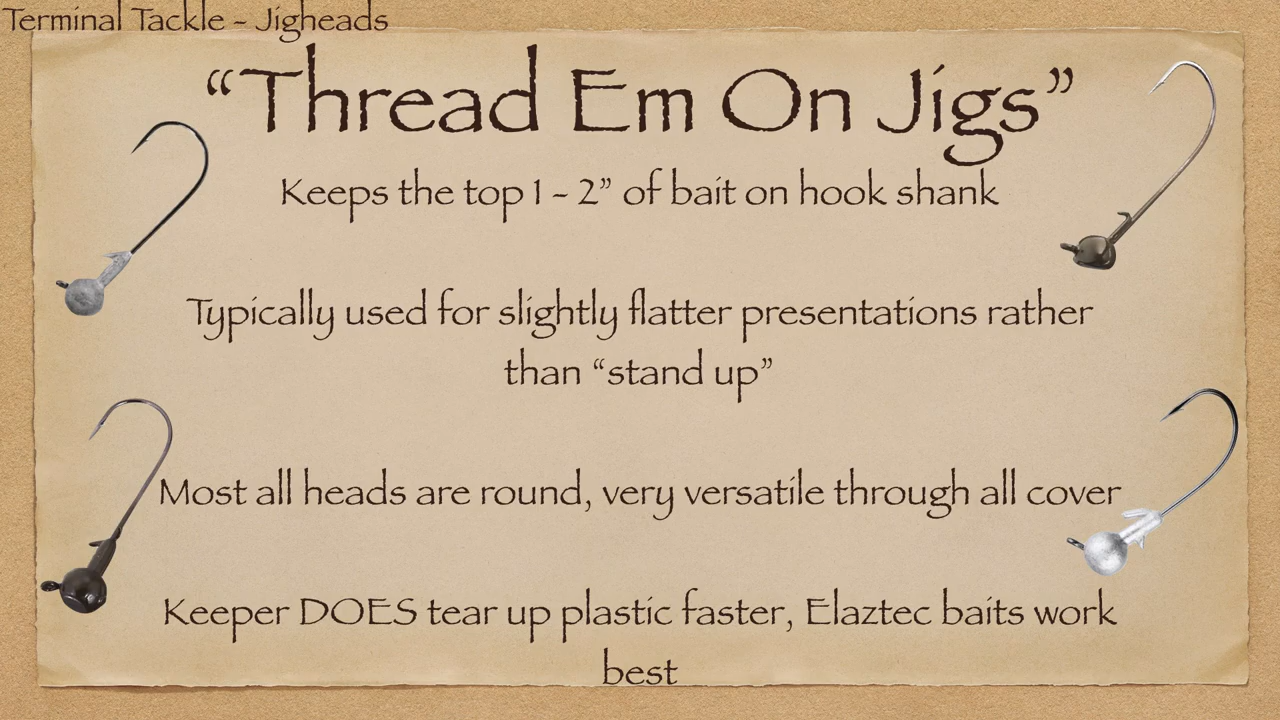 Terminal Tackle - Jigheads
“Thread Em On Jigs”
Keeps the top 1 - 2” of bait on hook shank
Typically used for slightly flatter presentations rather
than “stand up”
Most all heads are round, very versatile through all cover
Keeper DOES tear up plastic faster, Elaztec baits work
best